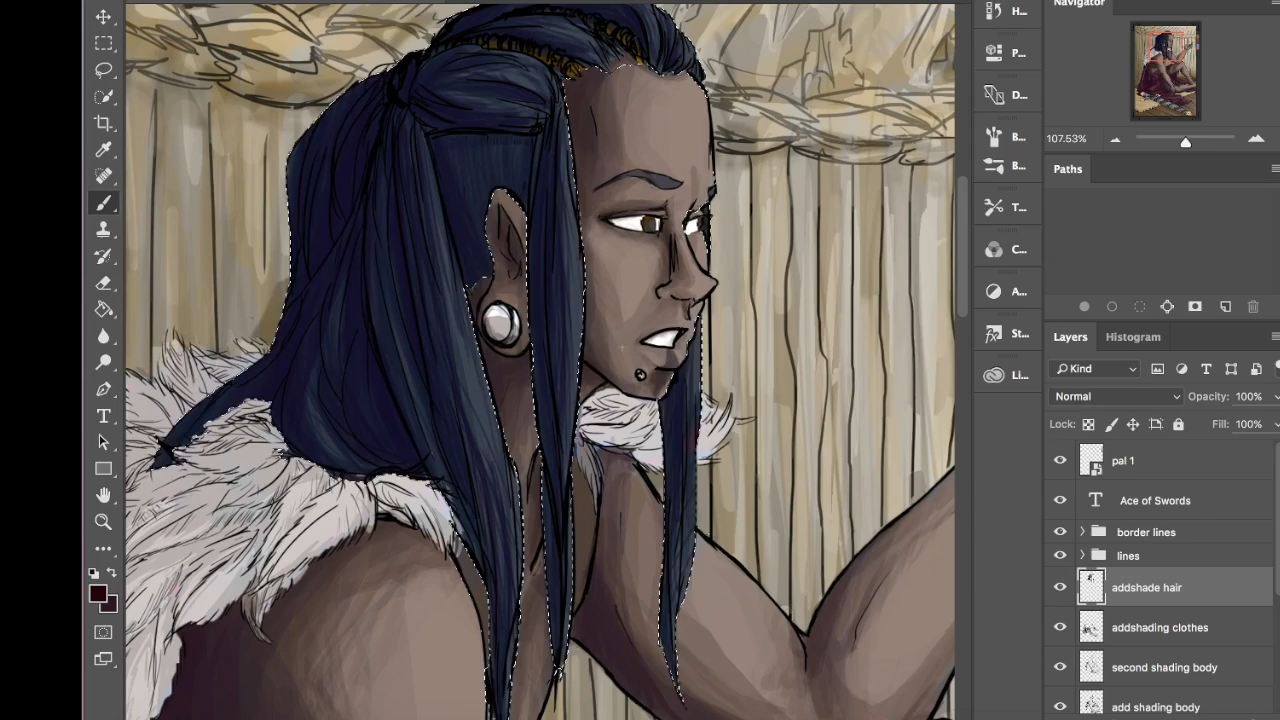 Navigator
H...
P...
D...
107.53%
B...
B...
Paths
T...
C...
A...
St...
Layers
Histogram
Li...
Kind
Normal
Opacity: 100%
Lock:
Fill: 100%
pal 1
T
Ace of Swords
border lines
lines
addshade hair
addshading clothes
second shading body
add shading body